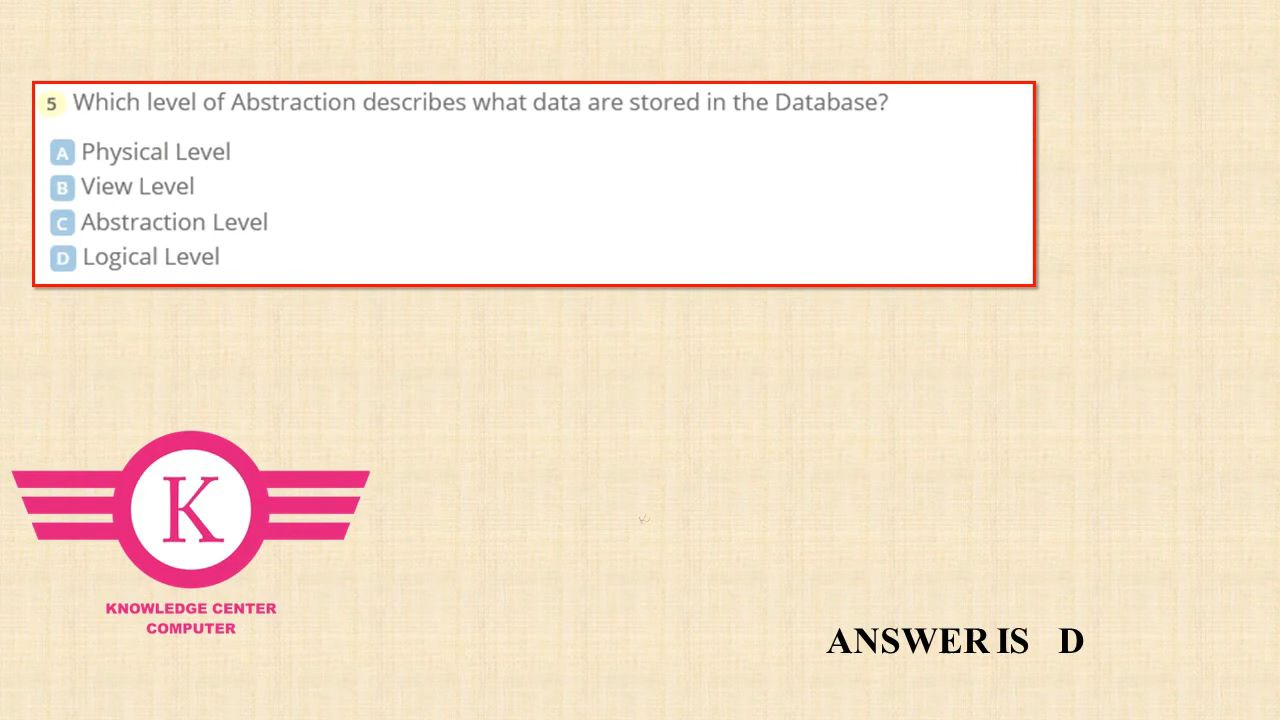 5 Which level of Abstraction describes what data are stored in the Database?
A Physical Level
B View Level
C Abstraction Level
D Logical Level
K
KNOWLEDGE CENTER
COMPUTER
ANSWER IS D